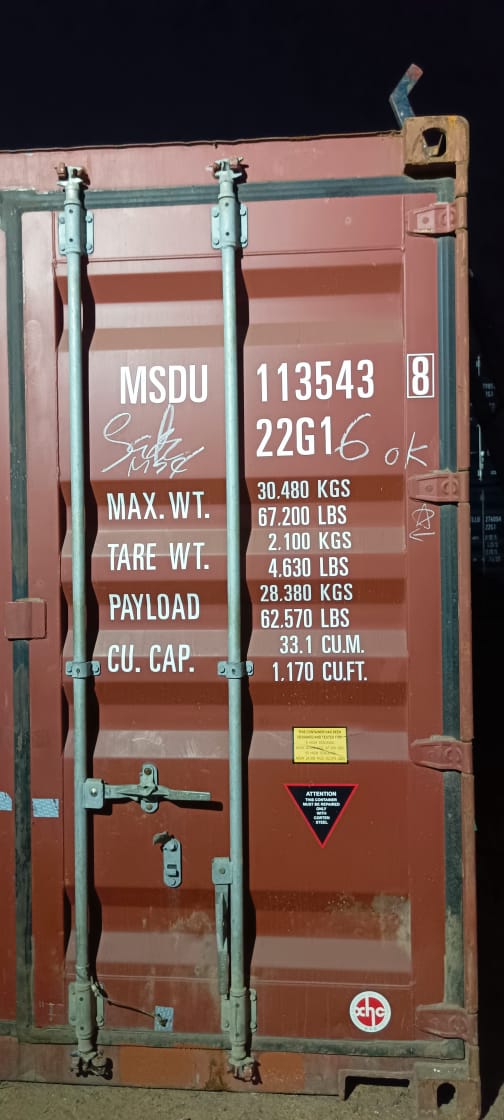 MSDU 113543 8
22G1
6 OK
MAX. WT. 30.480 KGS
67.200 LBS
TARE WT. 2.100 KGS
4.630 LBS
PAYLOAD 28.380 KGS
62.570 LBS
CU. CAP. 33.1 CU.M.
1.170 CU.FT.
ATTENTION
THIS CONTAINER
MUST BE REPAIRED
ONLY
WITH
CORTEN
STEEL